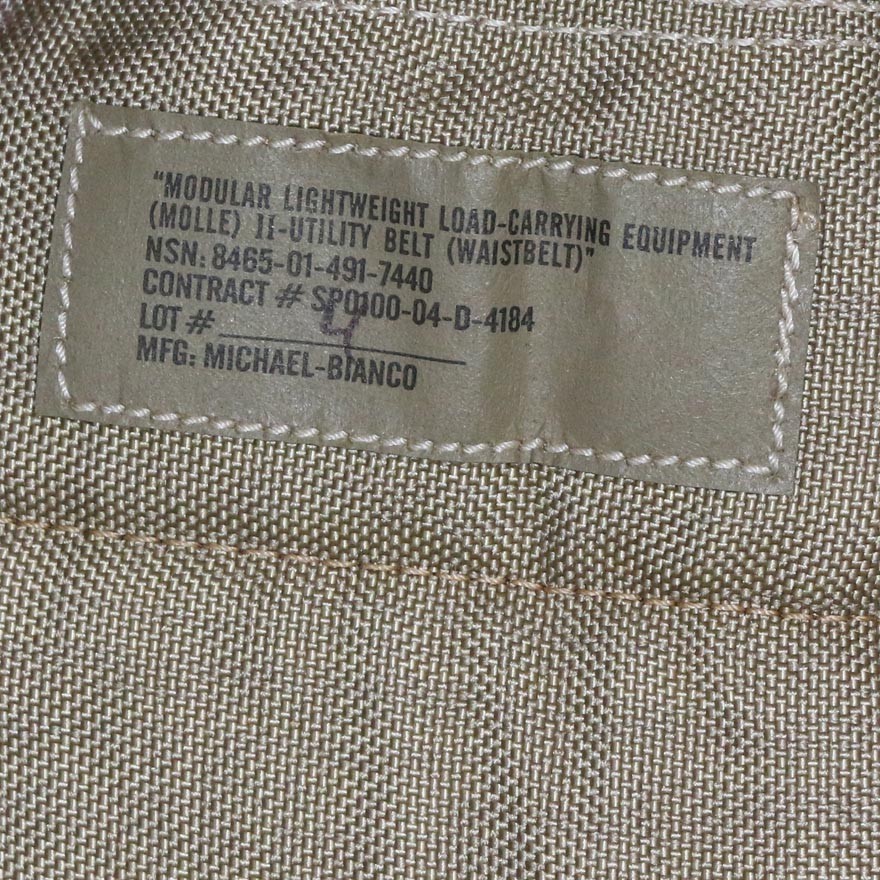 "MODULAR LIGHTWEIGHT LOAD-CARRYING EQUIPMENT
(MOLLE) II-UTILITY BELT (WAISTBELT)"
NSN: 8465-01-491-7440
CONTRACT # SP0100-04-D-4184
LOT # 4
MFG: MICHAEL-BIANCO